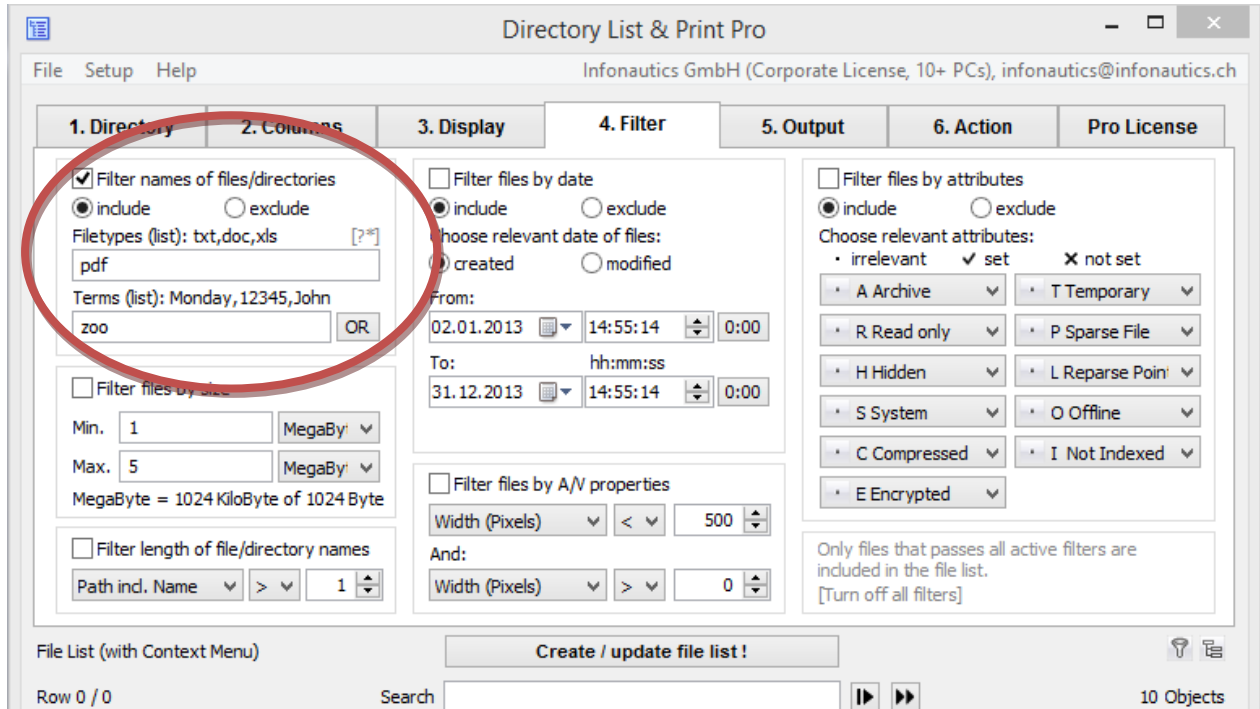 Directory List & Print Pro
File Setup Help
Infonautics GmbH (Corporate License, 10+ PCs), infonautics@infonautics.ch
1. Directory 2. Columns 3. Display 4. Filter 5. Output 6. Action Pro License
Filter names of files/directories
include exclude
Filetypes (list): txt,doc,xls [?*]
pdf
Terms (list): Monday,12345,John
zoo OR
Filter files by size
Min. 1 MegaByt
Max. 5 MegaByt
MegaByte = 1024 KiloByte of 1024 Byte
Filter length of file/directory names
Path incl. Name > 1
Filter files by date
include exclude
Choose relevant date of files:
created modified
From:
02.01.2013 14:55:14 0:00
To: hh:mm:ss
31.12.2013 14:55:14 0:00
Filter files by A/V properties
Width (Pixels) < 500
And:
Width (Pixels) > 0
Filter files by attributes
include exclude
Choose relevant attributes:
· irrelevant ✓ set × not set
· A Archive · T Temporary
· R Read only · P Sparse File
· H Hidden · L Reparse Point
· S System · O Offline
· C Compressed · I Not Indexed
· E Encrypted
Only files that passes all active filters are
included in the file list.
[Turn off all filters]
File List (with Context Menu) Create / update file list !
Row 0 / 0 Search 10 Objects